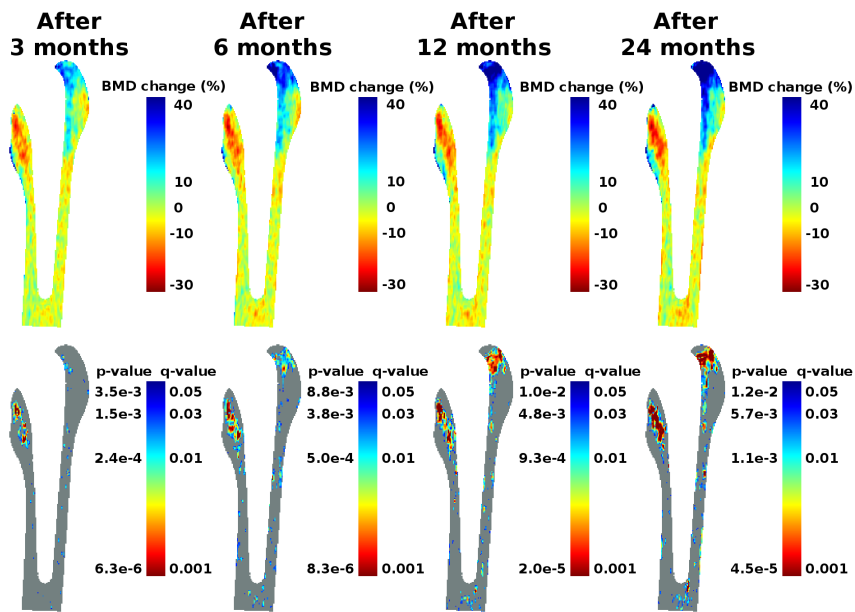 After
3 months
After
6 months
After
12 months
After
24 months
BMD change (%)
40
10
0
-10
-30
BMD change (%)
40
10
0
-10
-30
BMD change (%)
40
10
0
-10
-30
BMD change (%)
40
10
0
-10
-30
p-value q-value
3.5e-3 0.05
1.5e-3 0.03
2.4e-4 0.01
6.3e-6 0.001
p-value q-value
8.8e-3 0.05
3.8e-3 0.03
5.0e-4 0.01
8.3e-6 0.001
p-value q-value
1.0e-2 0.05
4.8e-3 0.03
9.3e-4 0.01
2.0e-5 0.001
p-value q-value
1.2e-2 0.05
5.7e-3 0.03
1.1e-3 0.01
4.5e-5 0.001